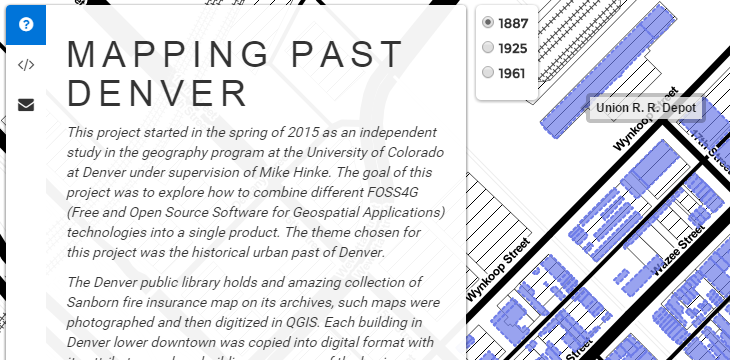 MAPPING PAST
DENVER
This project started in the spring of 2015 as an independent
study in the geography program at the University of Colorado
at Denver under supervision of Mike Hinke. The goal of this
project was to explore how to combine different FOSS4G
(Free and Open Source Software for Geospatial Applications)
technologies into a single product. The theme chosen for
this project was the historical urban past of Denver.
The Denver public library holds and amazing collection of
Sanborn fire insurance map on its archives, such maps were
photographed and then digitized in QGIS. Each building in
Denver lower downtown was copied into digital format with
1887
1925
1961
Union R. R. Depot
Wynkoop Street
17th Street
Wynkoop Street
Wazee Street
Street